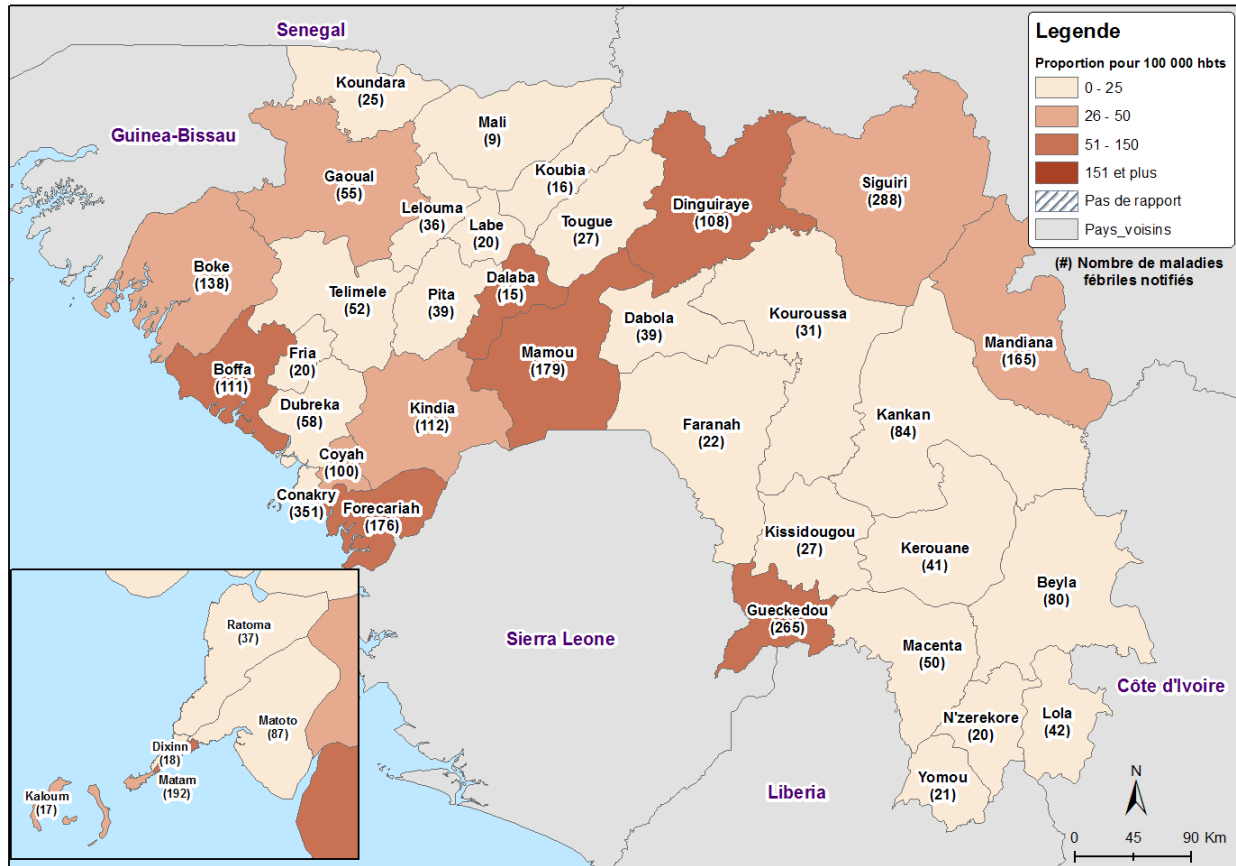 Senegal
Legende
Proportion pour 100 000 hbts
0 - 25
26 - 50
51 - 150
151 et plus
Pas de rapport
Pays_voisins
(#) Nombre de maladies
fébriles notifiés
Koundara
(25)
Guinea-Bissau
Mali
(9)
Gaoual
(55)
Koubia
(16)
Siguiri
(288)
Lelouma
(36)
Labe
(20)
Tougue
(27)
Dinguiraye
(108)
Boke
(138)
Telimele
(52)
Pita
(39)
Dalaba
(15)
Dabola
(39)
Kouroussa
(31)
Mandiana
(165)
Fria
(20)
Mamou
(179)
Boffa
(111)
Dubreka
(58)
Kindia
(112)
Faranah
(22)
Kankan
(84)
Coyah
(100)
Conakry
(351)
Forecariah
(176)
Kissidougou
(27)
Kerouane
(41)
Beyla
(80)
Gueckedou
(265)
Sierra Leone
Macenta
(50)
Côte d'Ivoire
N'zerekore
(20)
Lola
(42)
Yomou
(21)
Liberia
Ratoma
(37)
Matoto
(87)
Dixinn
(18)
Matam
(192)
Kaloum
(17)
N
0 45 90 Km